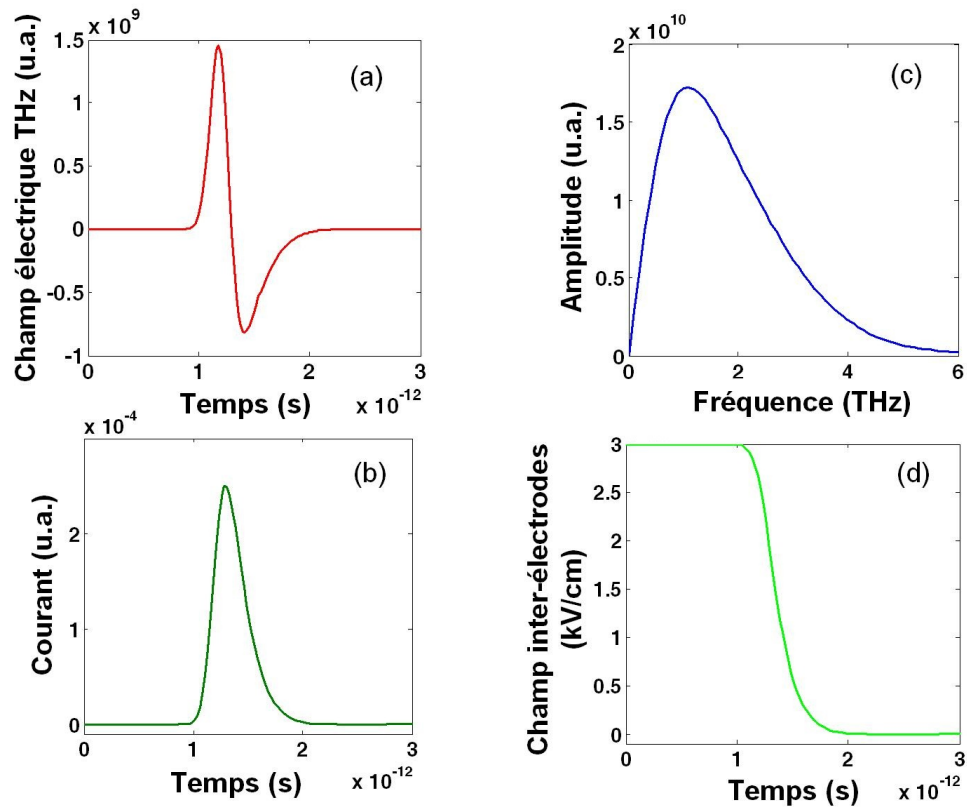 x 10^9
Champ électrique THz (u.a.)
1.5
1
0.5
0
-0.5
-1
(a)
0 1 2 3
Temps (s) x 10^-12
x 10^10
Amplitude (u.a.)
2
1.5
1
0.5
0
(c)
0 2 4 6
Fréquence (THz)
x 10^-4
Courant (u.a.)
2
1
0
(b)
0 1 2 3
Temps (s) x 10^-12
Champ inter-électrodes
(kV/cm)
3
2.5
2
1.5
1
0.5
0
(d)
0 1 2 3
Temps (s) x 10^-12